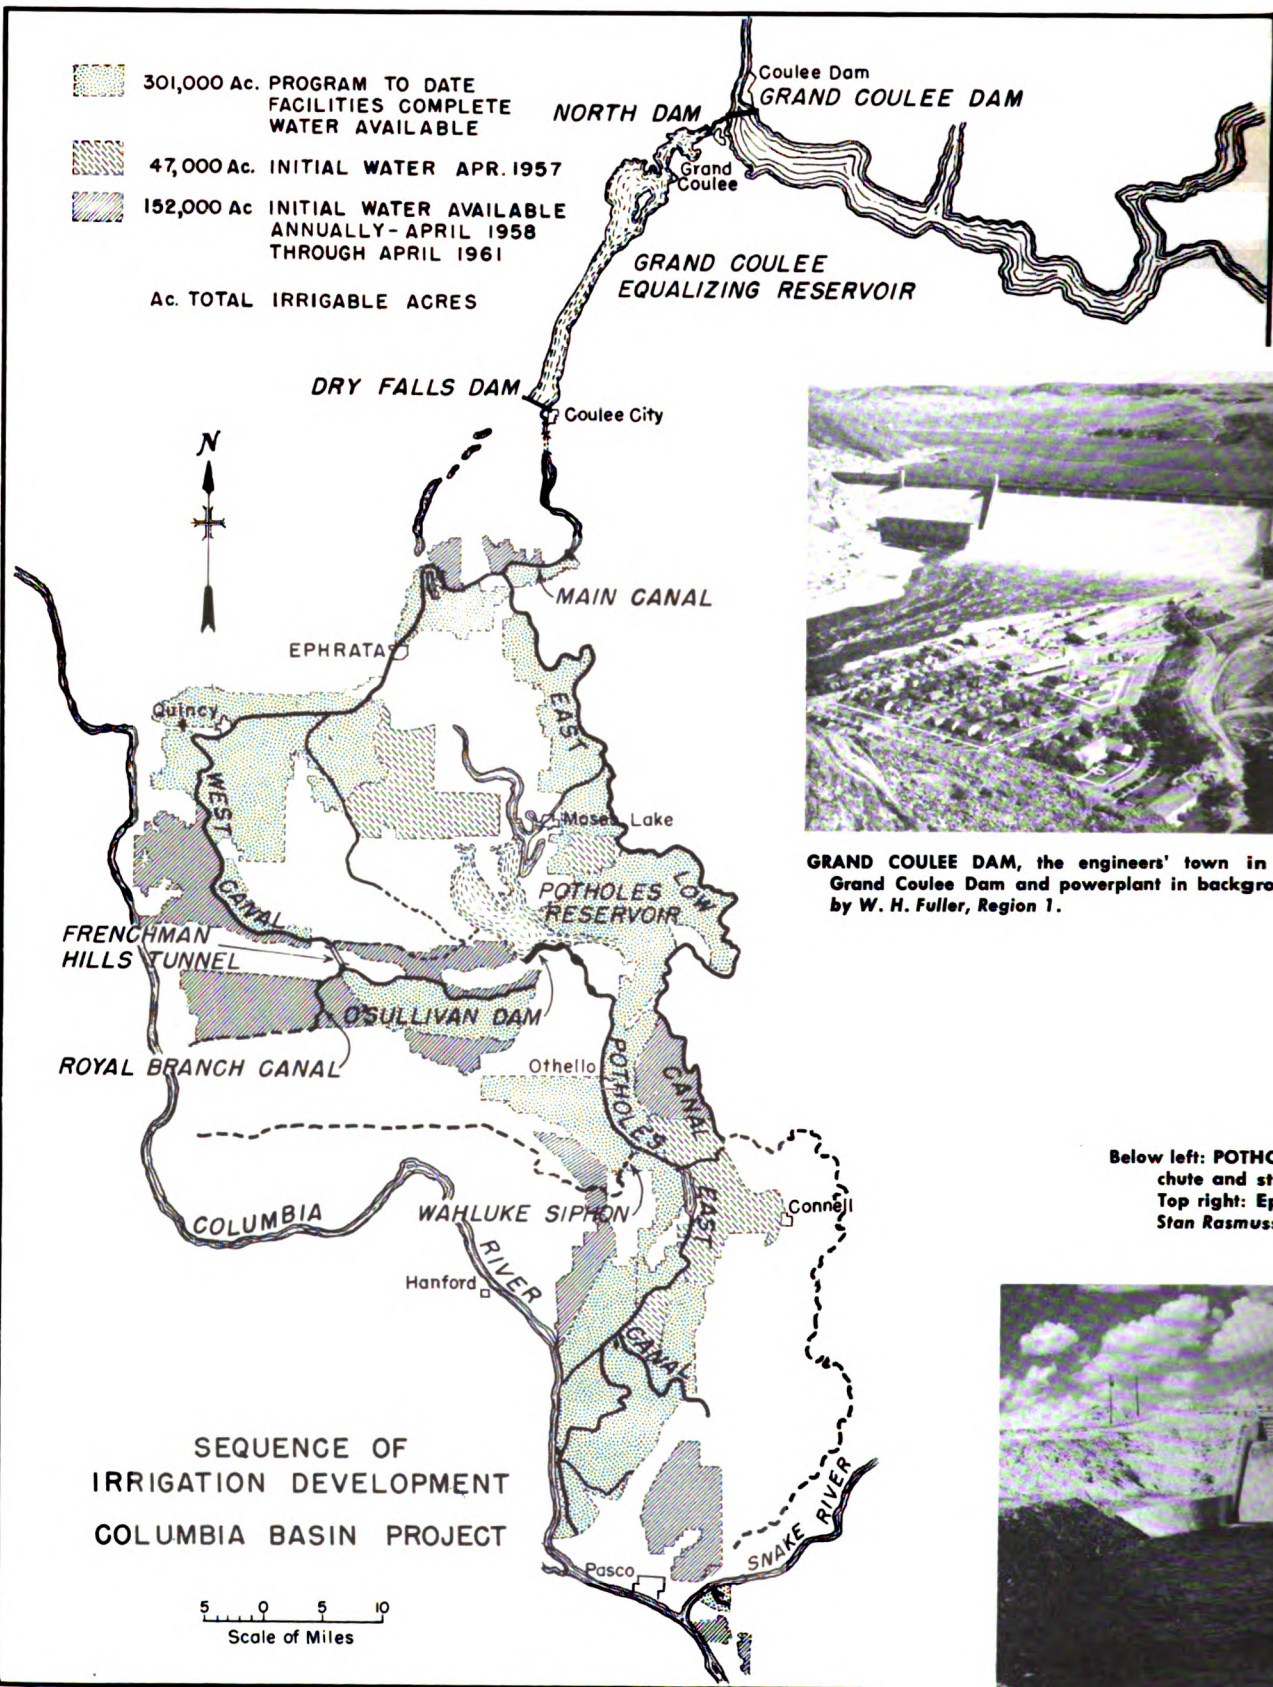 301,000 Ac. PROGRAM TO DATE
FACILITIES COMPLETE
WATER AVAILABLE
47,000 Ac. INITIAL WATER APR. 1957
152,000 Ac INITIAL WATER AVAILABLE
ANNUALLY - APRIL 1958
THROUGH APRIL 1961
Ac. TOTAL IRRIGABLE ACRES
Coulee Dam
GRAND COULEE DAM
NORTH DAM
Grand
Coulee
GRAND COULEE
EQUALIZING RESERVOIR
DRY FALLS DAM
Coulee City
N
MAIN CANAL
EPHRATA
Quincy
EAST
WEST
Moses Lake
LOW
CANAL
POTHOLES
RESERVOIR
FRENCHMAN
HILLS TUNNEL
O'SULLIVAN DAM
ROYAL BRANCH CANAL
Othello
POTHOLES
CANAL
COLUMBIA
WAHLUKE SIPHON
EAST
Connell
RIVER
Hanford
CANAL
SNAKE RIVER
Pasco
SEQUENCE OF
IRRIGATION DEVELOPMENT
COLUMBIA BASIN PROJECT
5 0 5 10
Scale of Miles
GRAND COULEE DAM, the engineers' town in
Grand Coulee Dam and powerplant in backgro
by W. H. Fuller, Region 1.
Below left: POTHO
chute and st
Top right: Ep
Stan Rasmuss